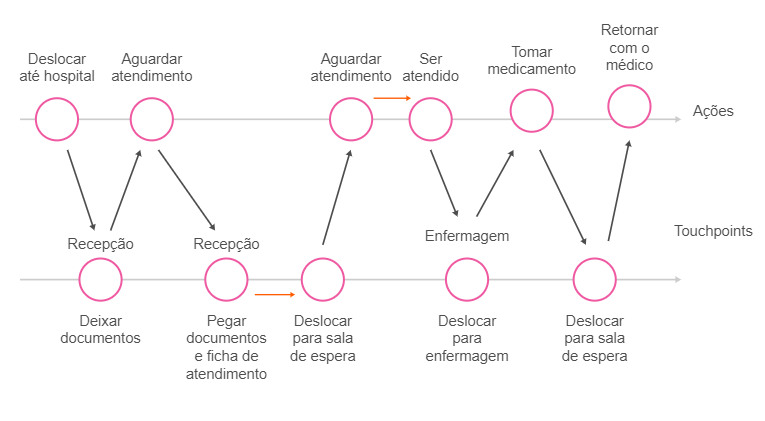 Deslocar
até hospital
Aguardar
atendimento
Aguardar
atendimento
Ser
atendido
Tomar
medicamento
Retornar
com o
médico
Ações
Recepção
Recepção
Enfermagem
Touchpoints
Deixar
documentos
Pegar
documentos
e ficha de
atendimento
Deslocar
para sala
de espera
Deslocar
para
enfermagem
Deslocar
para sala
de espera